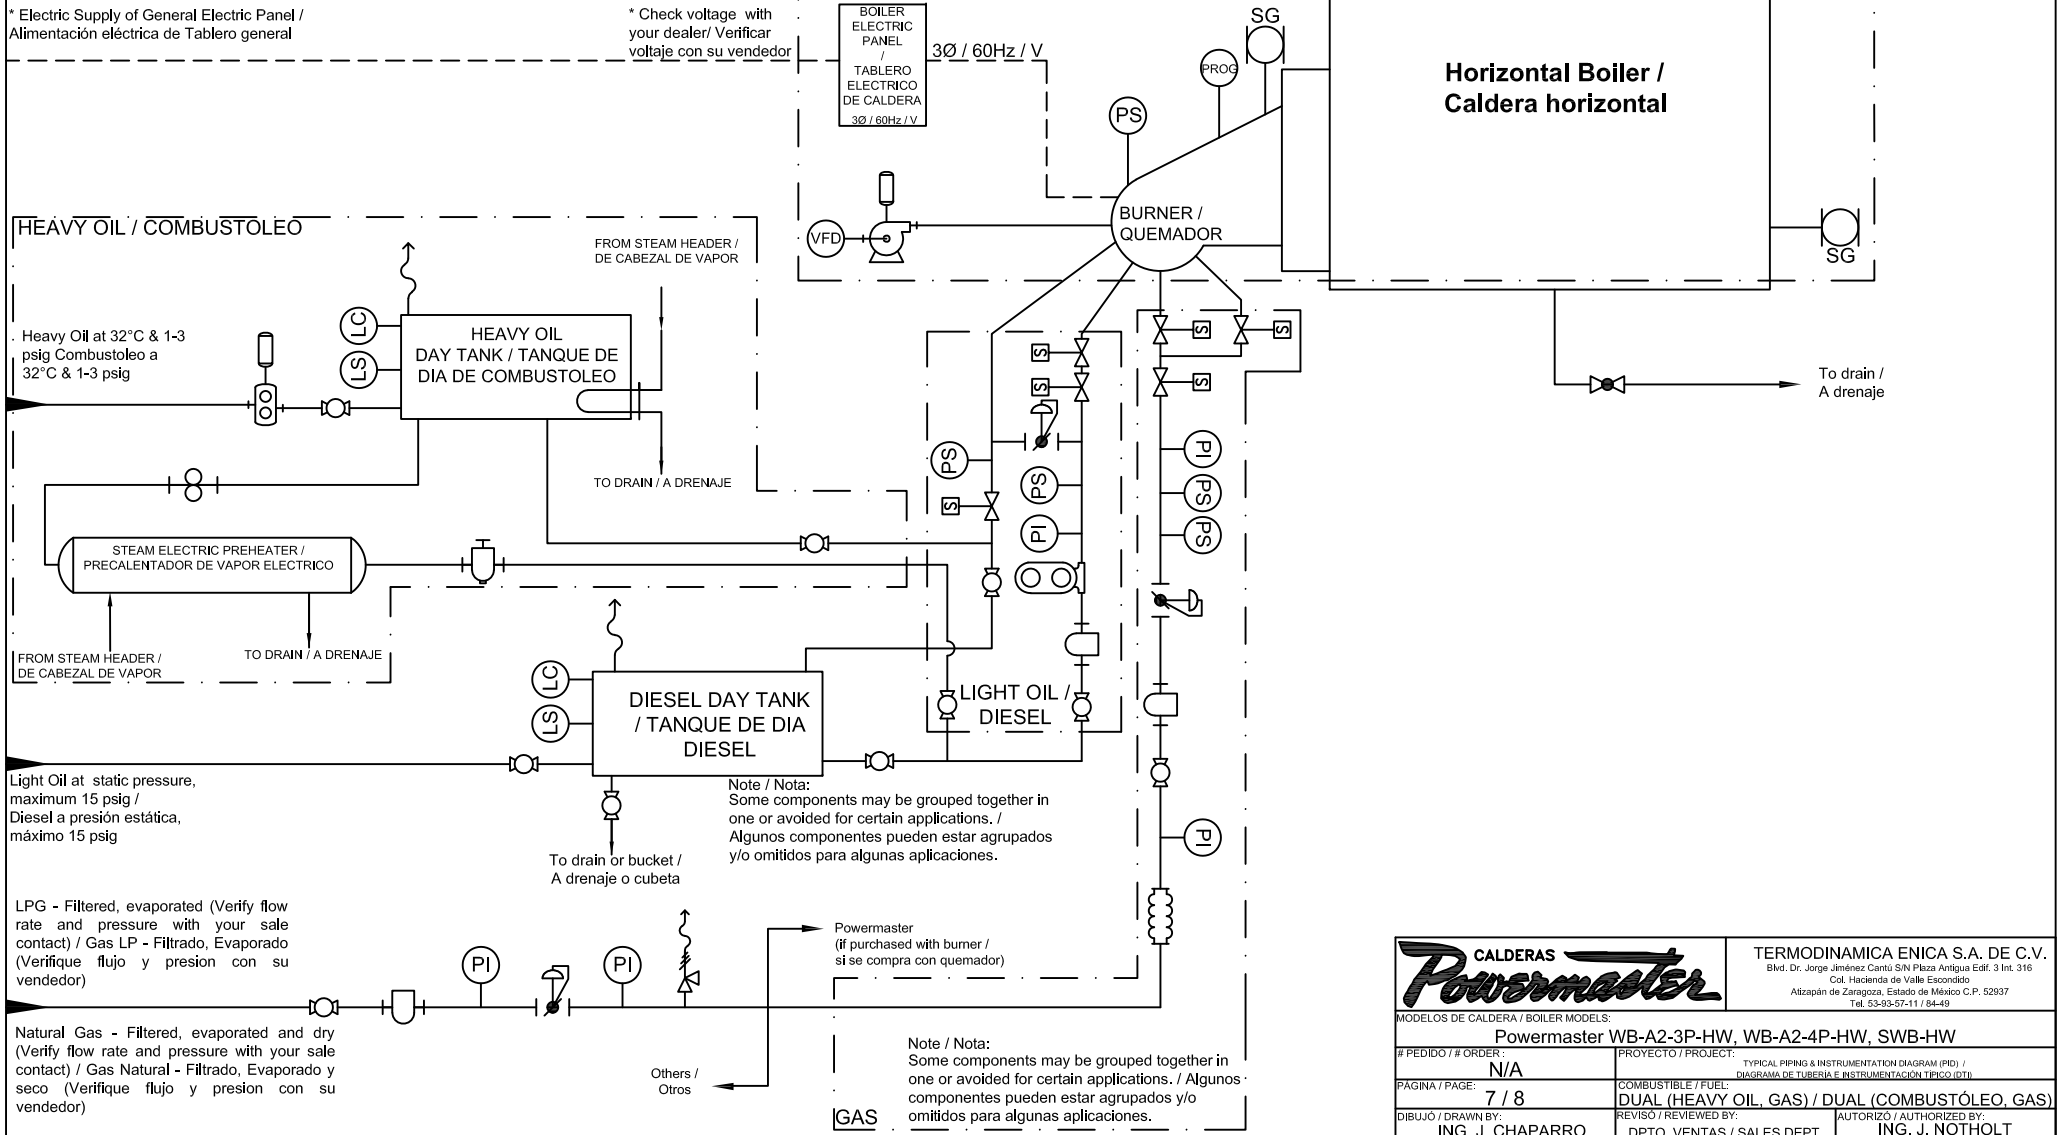 * Electric Supply of General Electric Panel /
Alimentación eléctrica de Tablero general
* Check voltage with
your dealer/ Verificar
voltaje con su vendedor
BOILER
ELECTRIC
PANEL
/
TABLERO
ELECTRICO
DE CALDERA
3Ø / 60Hz / V
3Ø / 60Hz / V
SG
PROG
PS
Horizontal Boiler /
Caldera horizontal
BURNER /
QUEMADOR
VFD
SG
HEAVY OIL / COMBUSTOLEO
FROM STEAM HEADER /
DE CABEZAL DE VAPOR
Heavy Oil at 32°C & 1-3
psig Combustoleo a
32°C & 1-3 psig
LC
LS
HEAVY OIL
DAY TANK / TANQUE DE
DIA DE COMBUSTOLEO
TO DRAIN / A DRENAJE
S
S
S
S
S
To drain /
A drenaje
PS
S
PS
PI
PI
PS
PS
STEAM ELECTRIC PREHEATER /
PRECALENTADOR DE VAPOR ELECTRICO
FROM STEAM HEADER /
DE CABEZAL DE VAPOR
TO DRAIN / A DRENAJE
LC
LS
DIESEL DAY TANK
/ TANQUE DE DIA
DIESEL
LIGHT OIL /
DIESEL
Light Oil at static pressure,
maximum 15 psig /
Diesel a presión estática,
máximo 15 psig
Note / Nota:
Some components may be grouped together in
one or avoided for certain applications. /
Algunos componentes pueden estar agrupados
y/o omitidos para algunas aplicaciones.
To drain or bucket /
A drenaje o cubeta
PI
LPG - Filtered, evaporated (Verify flow
rate and pressure with your sale
contact) / Gas LP - Filtrado, Evaporado
(Verifique flujo y presion con su
vendedor)
PI
PI
Powermaster
(if purchased with burner /
si se compra con quemador)
Natural Gas - Filtered, evaporated and dry
(Verify flow rate and pressure with your sale
contact) / Gas Natural - Filtrado, Evaporado y
seco (Verifique flujo y presion con su
vendedor)
Others /
Otros
Note / Nota:
Some components may be grouped together in
one or avoided for certain applications. / Algunos
componentes pueden estar agrupados y/o
omitidos para algunas aplicaciones.
GAS
CALDERAS
Powermaster
TERMODINAMICA ENICA S.A. DE C.V.
Blvd. Dr. Jorge Jiménez Cantú S/N Plaza Antigua Edif. 3 Int. 316
Col. Hacienda de Valle Escondido
Atizapán de Zaragoza, Estado de México C.P. 52937
Tel. 53-93-57-11 / 84-49
MODELOS DE CALDERA / BOILER MODELS:
Powermaster WB-A2-3P-HW, WB-A2-4P-HW, SWB-HW
# PEDIDO / # ORDER :
N/A
PROYECTO / PROJECT:
TYPICAL PIPING & INSTRUMENTATION DIAGRAM (PID) /
DIAGRAMA DE TUBERÍA E INSTRUMENTACIÓN TÍPICO (DTI)
PÁGINA / PAGE:
7 / 8
COMBUSTIBLE / FUEL:
DUAL (HEAVY OIL, GAS) / DUAL (COMBUSTÓLEO, GAS)
DIBUJÓ / DRAWN BY:
ING. J. CHAPARRO
REVISÓ / REVIEWED BY:
DPTO. VENTAS / SALES DEPT.
AUTORIZÓ / AUTHORIZED BY:
ING. J. NOTHOLT